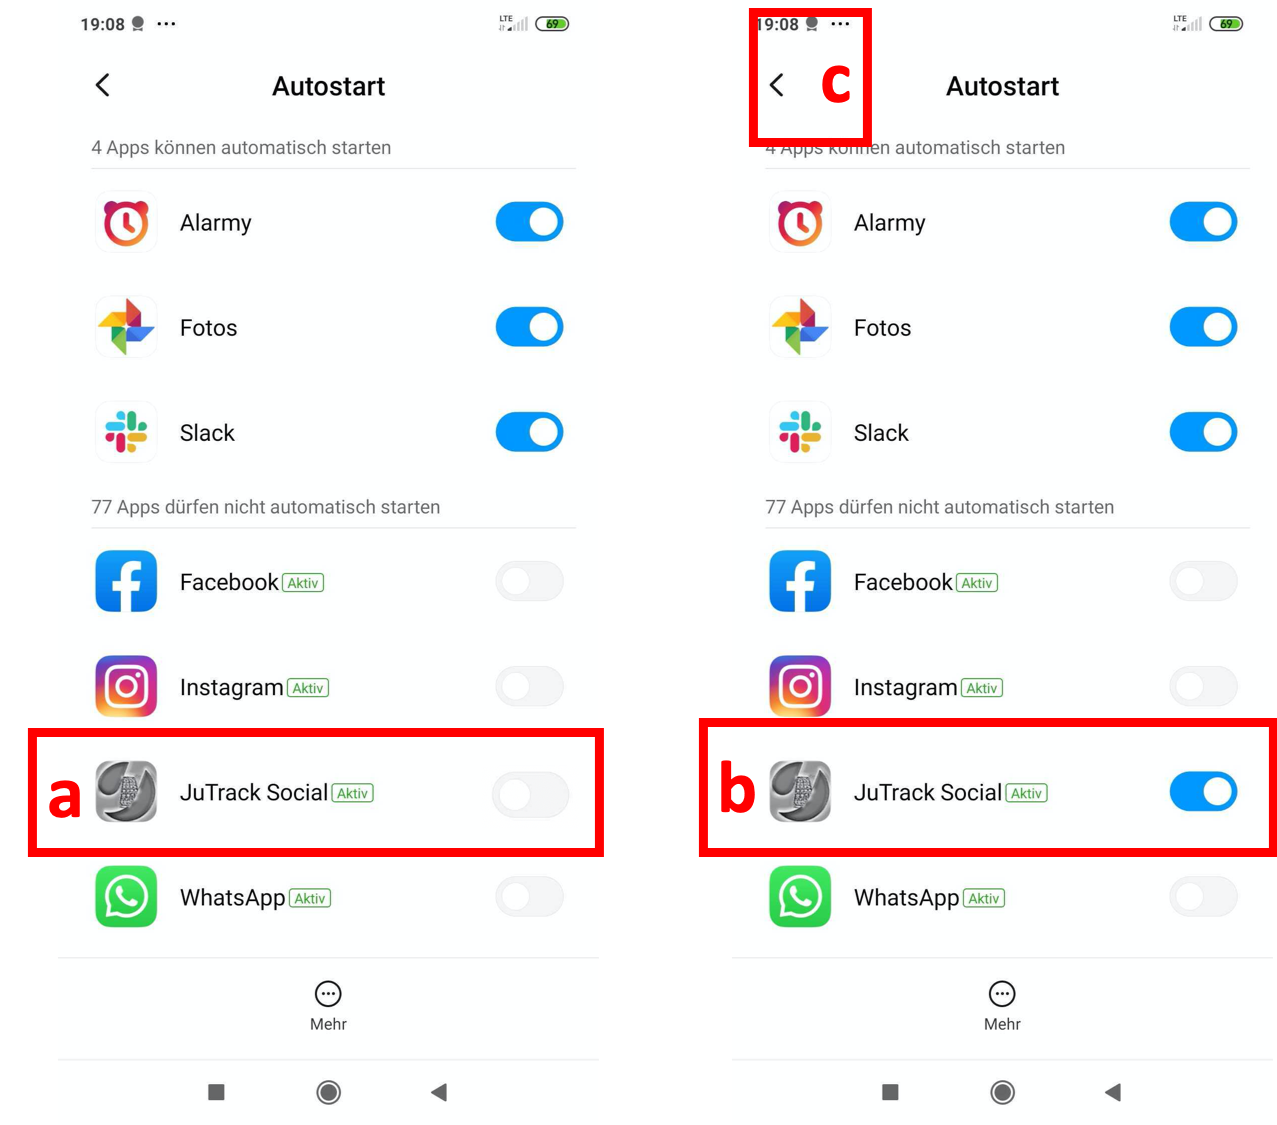 19:08 ... LTE 69
Autostart
4 Apps können automatisch starten
Alarmy
Fotos
Slack
77 Apps dürfen nicht automatisch starten
Facebook Aktiv
Instagram Aktiv
a JuTrack Social Aktiv
WhatsApp Aktiv
Mehr
19:08 ... LTE 69
c Autostart
4 Apps können automatisch starten
Alarmy
Fotos
Slack
77 Apps dürfen nicht automatisch starten
Facebook Aktiv
Instagram Aktiv
b JuTrack Social Aktiv
WhatsApp Aktiv
Mehr